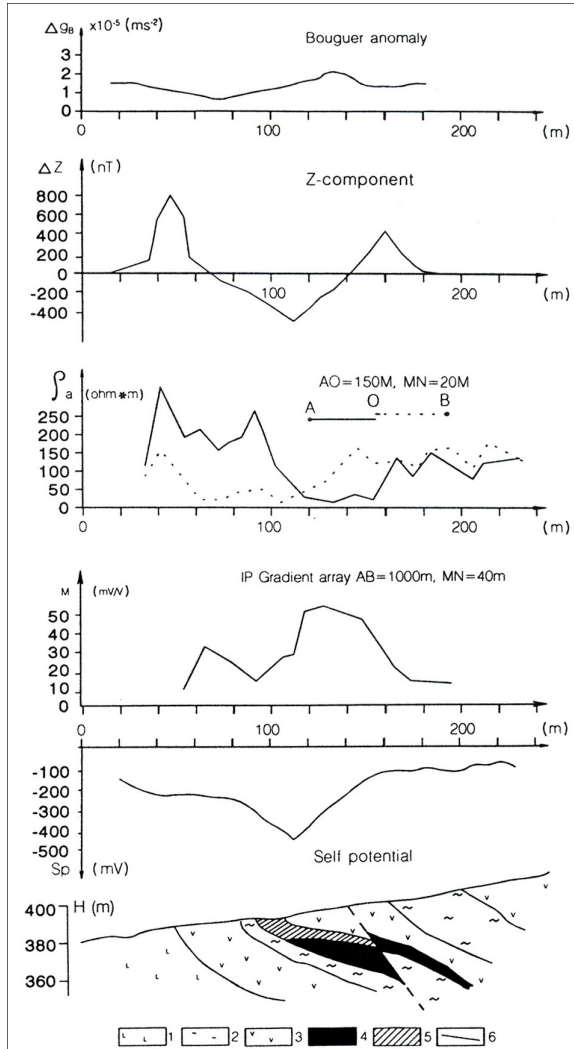 Δg_B x10⁻⁵ (ms⁻²)
Bouguer anomaly
3
2
1
0
0 100 200 (m)
ΔZ (nT)
Z-component
800
600
400
200
0
-200
-400
100 200 (m)
ρa (ohm*m)
AO=150M, MN=20M
A O B
250
200
150
100
50
0
0 100 200 (m)
M (mV/V)
IP Gradient array AB=1000m, MN=40m
50
40
30
20
10
0
0 100 200 (m)
-100
-200
-300
-400
-500
Sp (mV)
Self potential
H (m)
400
380
360
1 2 3 4 5 6